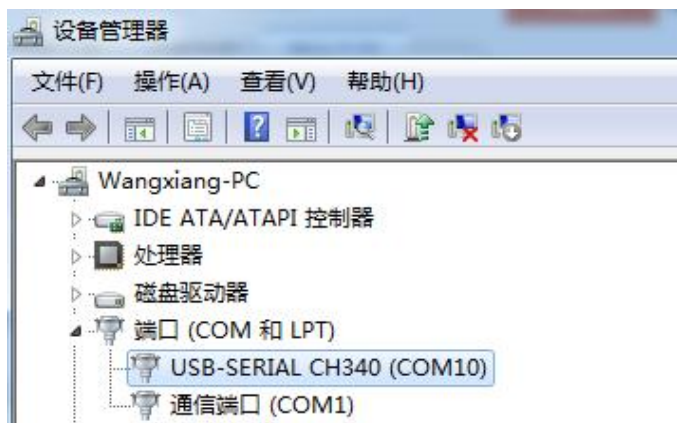 设备管理器
文件(F) 操作(A) 查看(V) 帮助(H)
Wangxiang-PC
IDE ATA/ATAPI 控制器
处理器
磁盘驱动器
端口 (COM 和 LPT)
USB-SERIAL CH340 (COM10)
通信端口 (COM1)